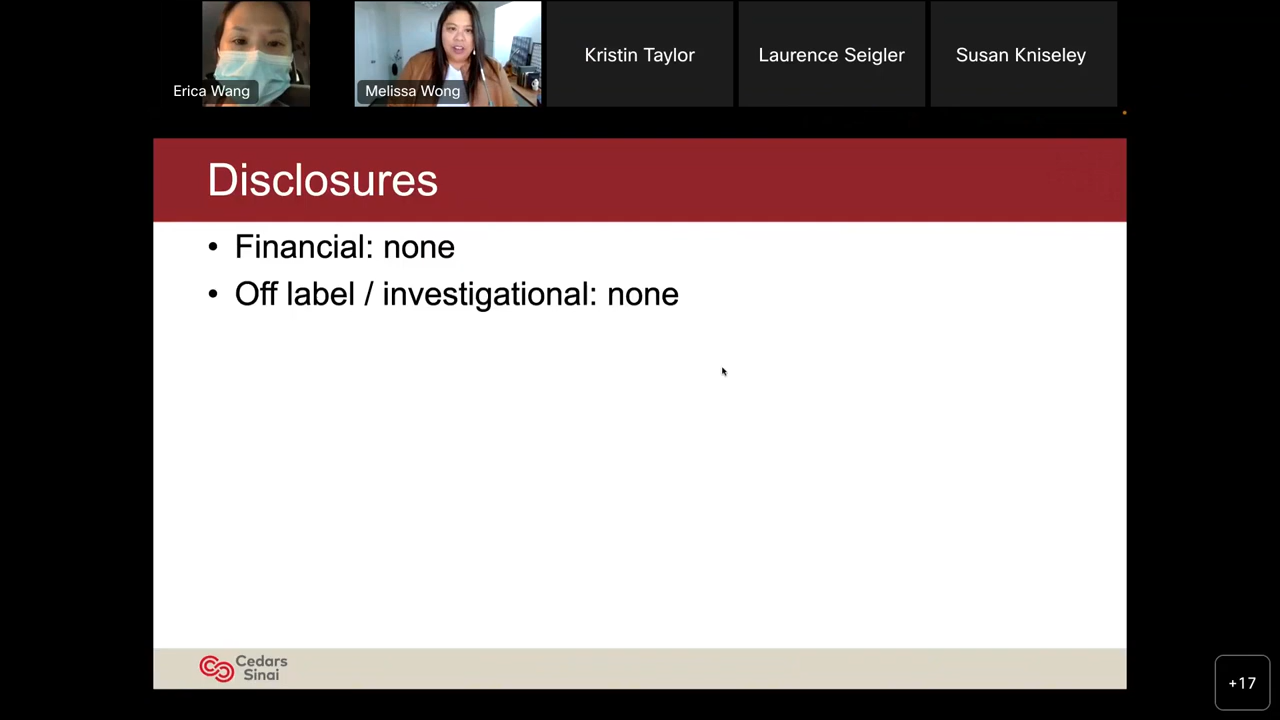 Erica Wang
Melissa Wong
Kristin Taylor
Laurence Seigler
Susan Kniseley
Disclosures
• Financial: none
• Off label / investigational: none
Cedars
Sinai
+17